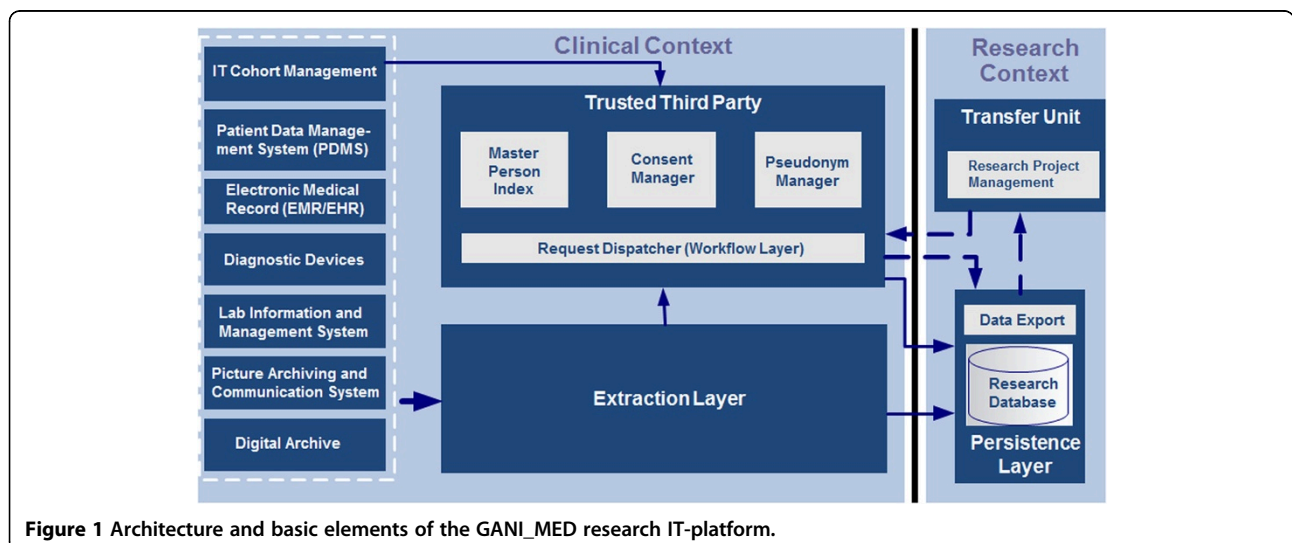 Clinical Context
Research
Context
IT Cohort Management
Patient Data Manage-
ment System (PDMS)
Electronic Medical
Record (EMR/EHR)
Diagnostic Devices
Lab Information and
Management System
Picture Archiving and
Communication System
Digital Archive
Trusted Third Party
Master
Person
Index
Consent
Manager
Pseudonym
Manager
Request Dispatcher (Workflow Layer)
Extraction Layer
Transfer Unit
Research Project
Management
Data Export
Research
Database
Persistence
Layer
Figure 1 Architecture and basic elements of the GANI_MED research IT-platform.